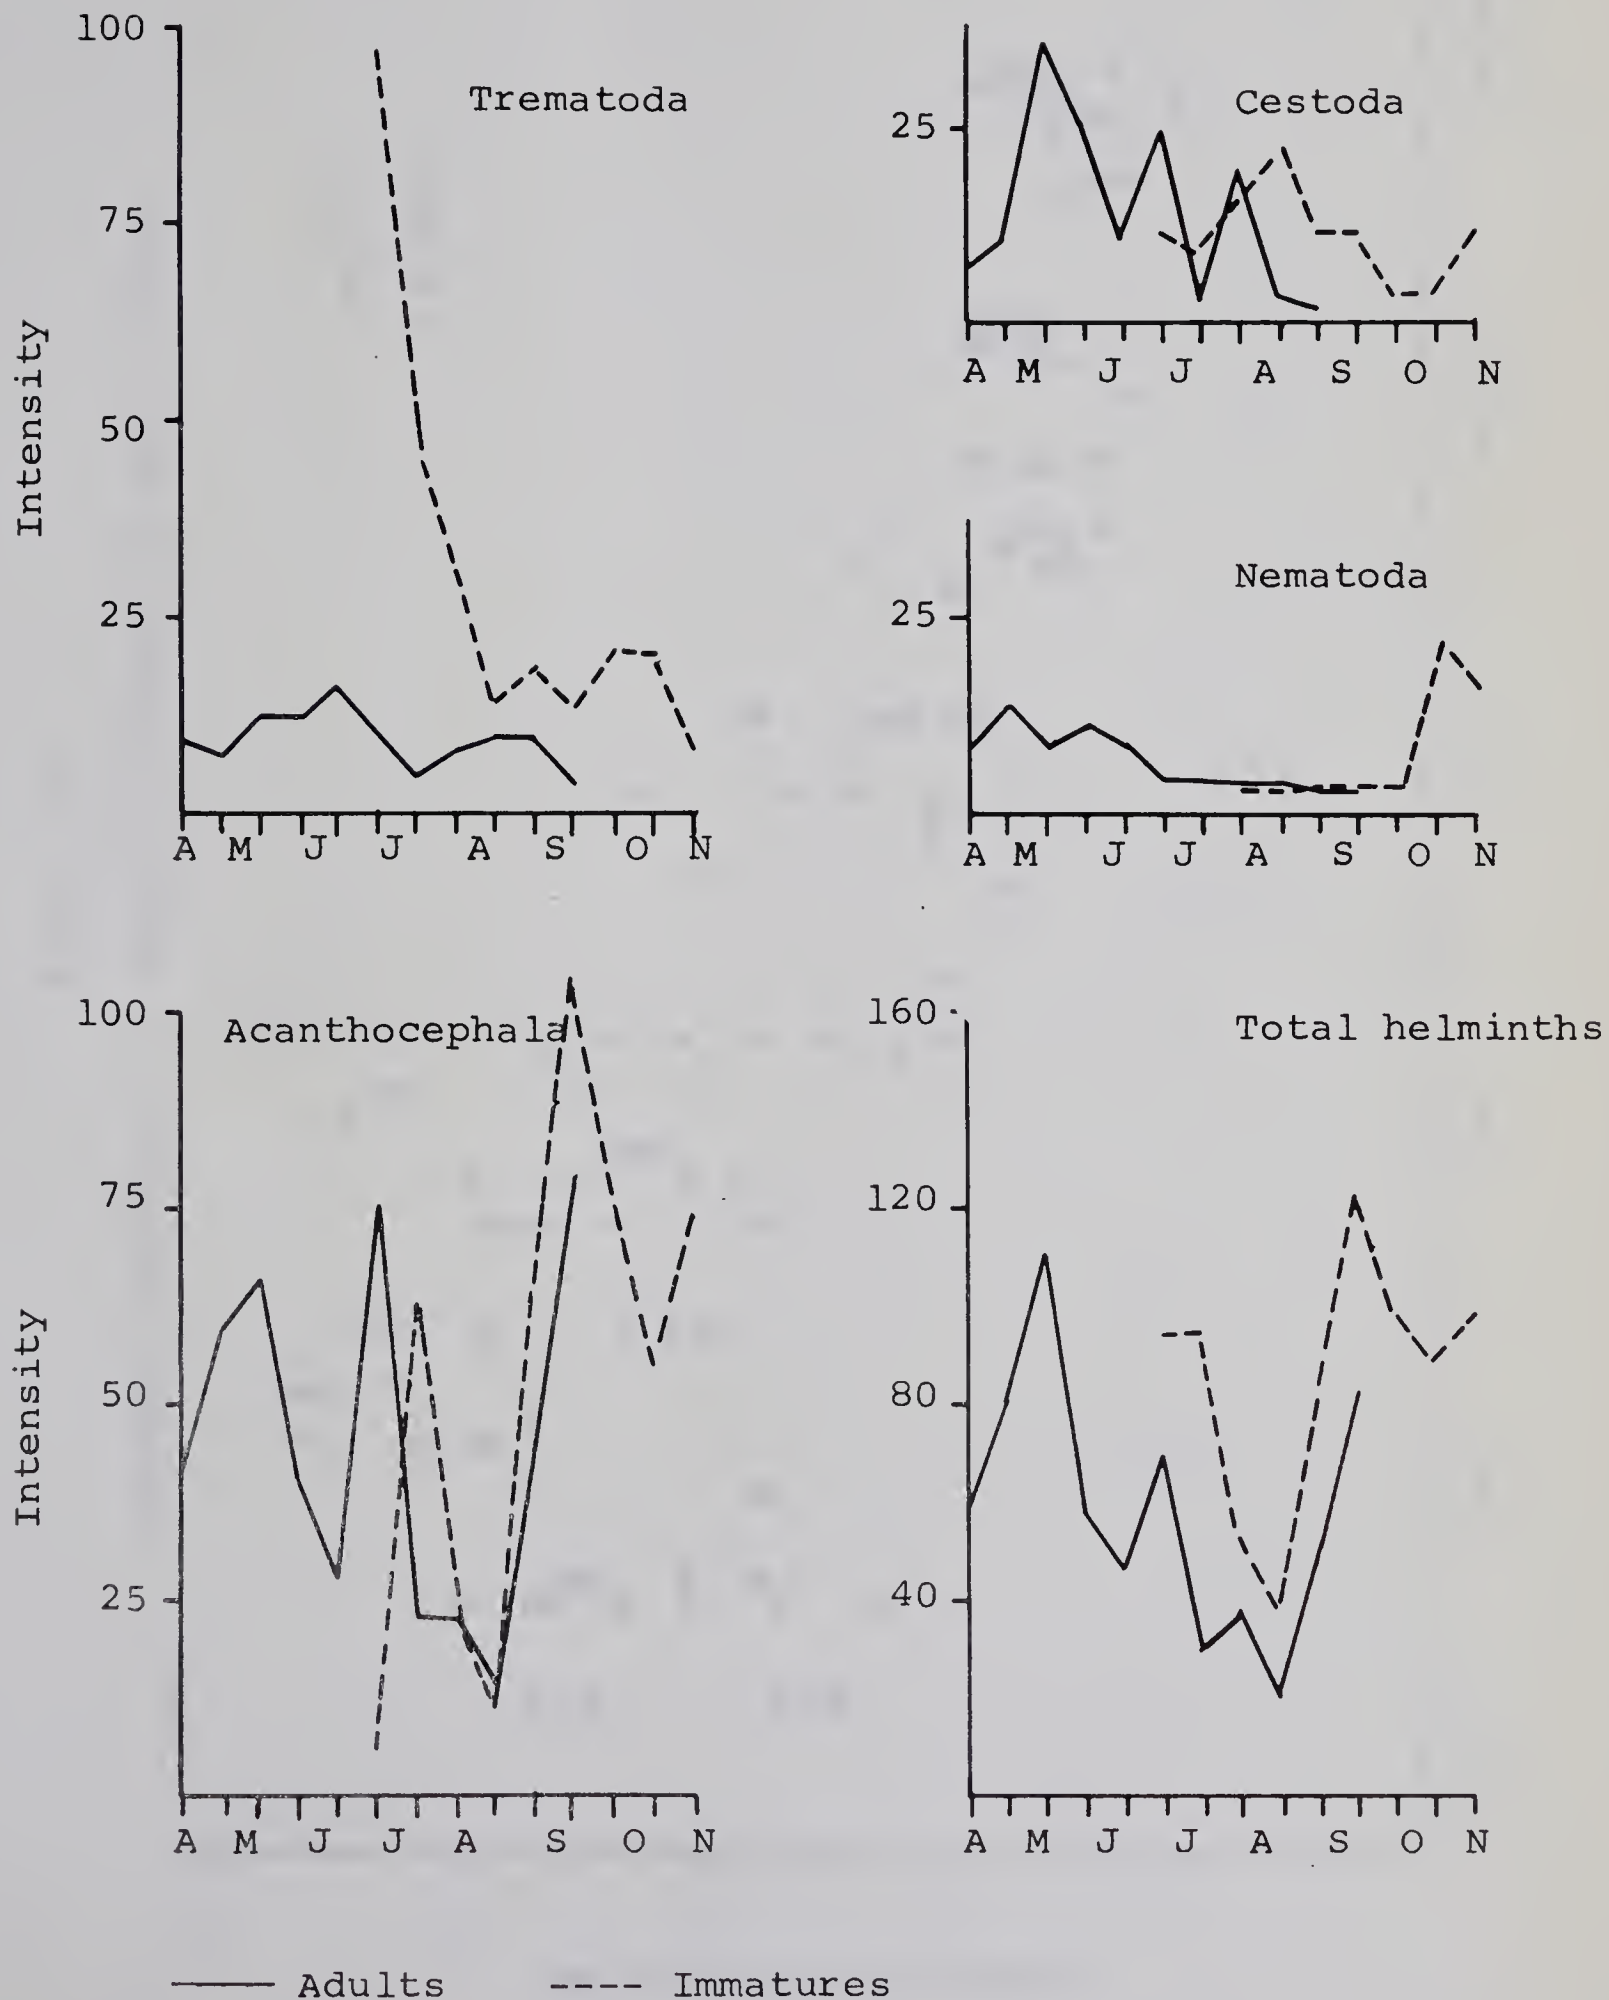 100
Trematoda
75
50
25
Intensity
A M J J A S O N
Cestoda
25
A M J J A S O N
Nematoda
25
A M J J A S O N
100
Acanthocephala
75
50
25
Intensity
A M J J A S O N
160
Total helminths
120
80
40
A M J J A S O N
Adults
Immatures